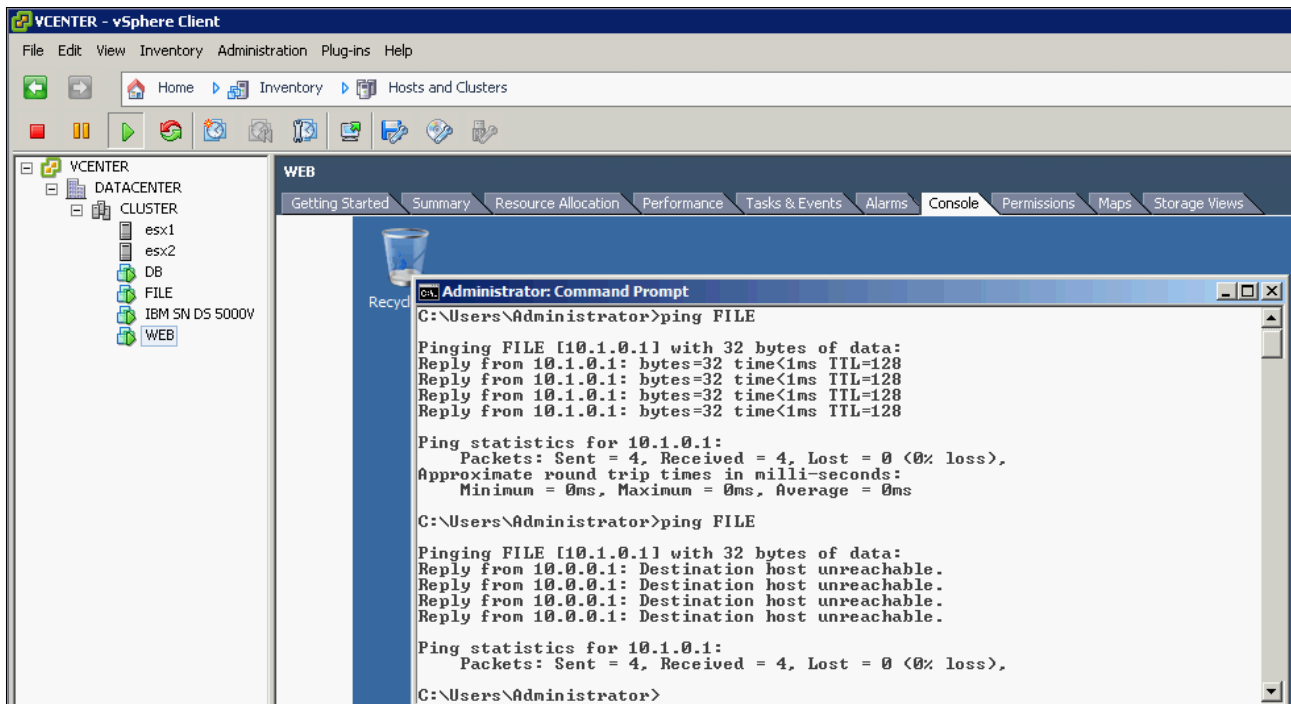 VCENTER - vSphere Client
File Edit View Inventory Administration Plug-ins Help
Home Inventory Hosts and Clusters
VCENTER
DATACENTER
CLUSTER
esx1
esx2
DB
FILE
IBM SN DS 5000V
WEB
WEB
Getting Started Summary Resource Allocation Performance Tasks & Events Alarms Console Permissions Maps Storage Views
Recycl
Administrator: Command Prompt
C:\Users\Administrator>ping FILE
Pinging FILE [10.1.0.1] with 32 bytes of data:
Reply from 10.1.0.1: bytes=32 time<1ms TTL=128
Reply from 10.1.0.1: bytes=32 time<1ms TTL=128
Reply from 10.1.0.1: bytes=32 time<1ms TTL=128
Reply from 10.1.0.1: bytes=32 time<1ms TTL=128
Ping statistics for 10.1.0.1:
Packets: Sent = 4, Received = 4, Lost = 0 (0% loss),
Approximate round trip times in milli-seconds:
Minimum = 0ms, Maximum = 0ms, Average = 0ms
C:\Users\Administrator>ping FILE
Pinging FILE [10.1.0.1] with 32 bytes of data:
Reply from 10.0.0.1: Destination host unreachable.
Reply from 10.0.0.1: Destination host unreachable.
Reply from 10.0.0.1: Destination host unreachable.
Reply from 10.0.0.1: Destination host unreachable.
Ping statistics for 10.1.0.1:
Packets: Sent = 4, Received = 4, Lost = 0 (0% loss),
C:\Users\Administrator>